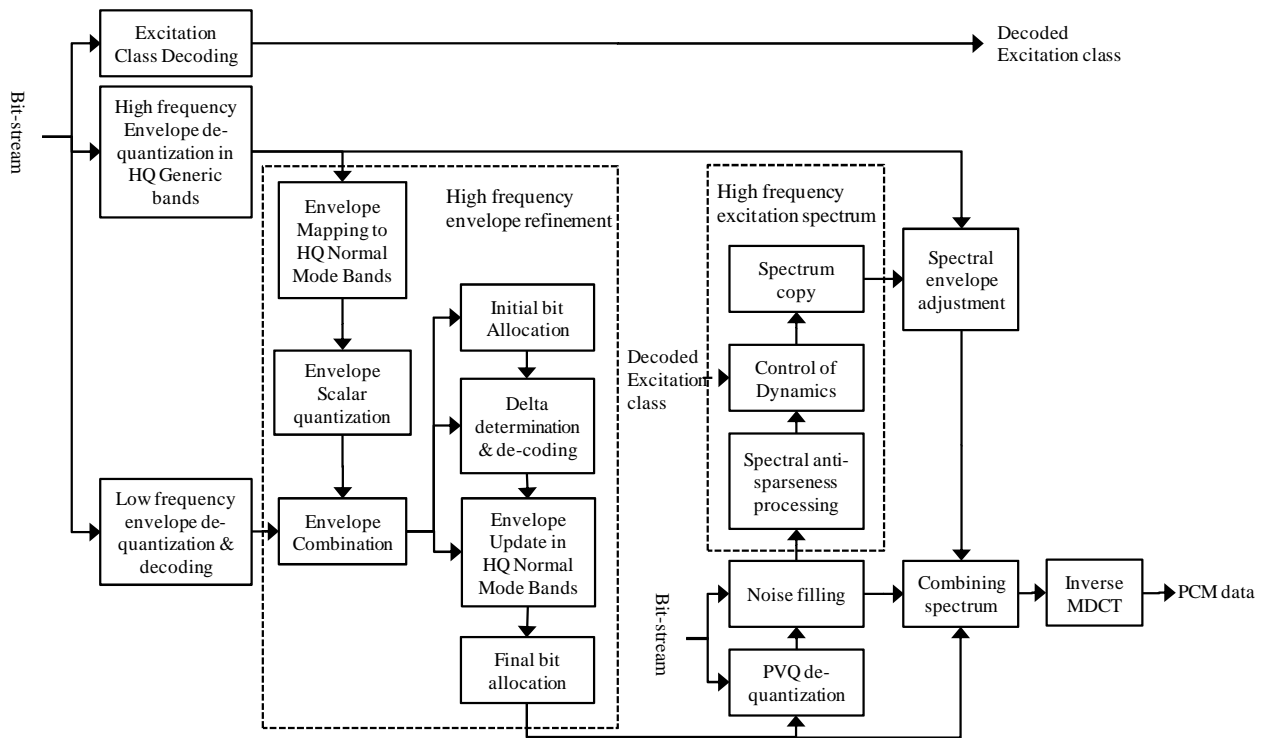 Excitation
Class Decoding
Decoded
Excitation class
Bit-stream
High frequency
Envelope de-
quantization in
HQ Generic
bands
High frequency
envelope refinement
Envelope
Mapping to
HQ Normal
Mode Bands
Envelope
Scalar
quantization
Low frequency
envelope de-
quantization &
decoding
Envelope
Combination
Initial bit
Allocation
Delta
determination
& de-coding
Envelope
Update in
HQ Normal
Mode Bands
Final bit
allocation
High frequency
excitation spectrum
Spectrum
copy
Decoded
Excitation
class
Control of
Dynamics
Spectral anti-
sparseness
processing
Spectral
envelope
adjustment
Bit-stream
Noise filling
PVQ de-
quantization
Combining
spectrum
Inverse
MDCT
PCM data